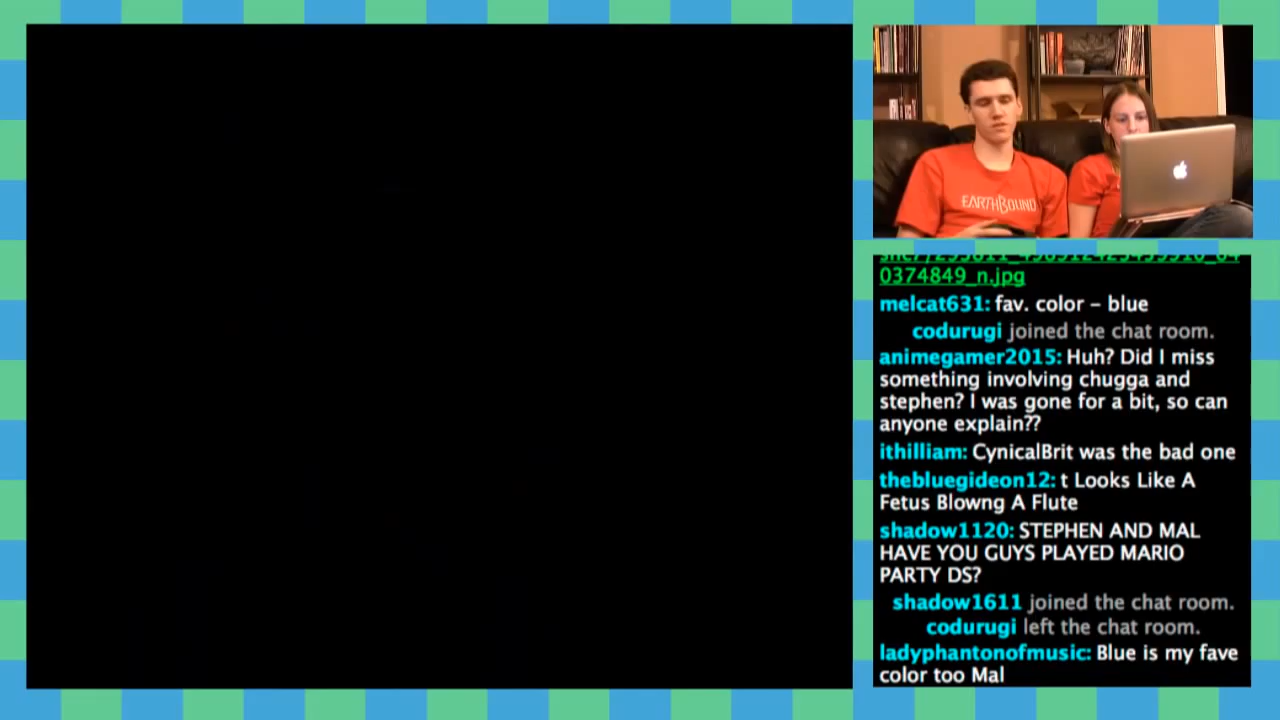 EARTHBOUND
0374849_n.jpg
melcat631: fav. color – blue
codurugi joined the chat room.
animegamer2015: Huh? Did I miss
something involving chugga and
stephen? I was gone for a bit, so can
anyone explain??
ithilliam: CynicalBrit was the bad one
thebluegideon12: t Looks Like A
Fetus Blowng A Flute
shadow1120: STEPHEN AND MAL
HAVE YOU GUYS PLAYED MARIO
PARTY DS?
shadow1611 joined the chat room.
codurugi left the chat room.
ladyphantonofmusic: Blue is my fave
color too Mal